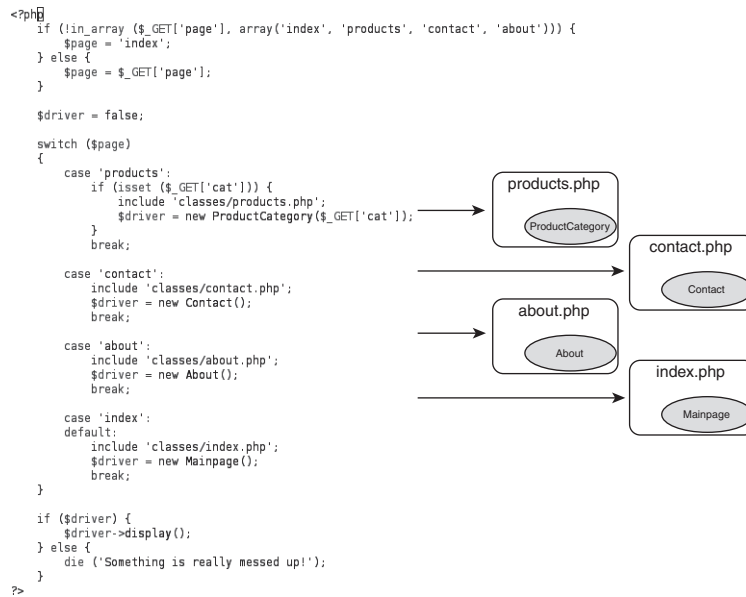 <?php
if (!in_array ($_GET['page'], array('index', 'products', 'contact', 'about'))) {
$page = 'index';
} else {
$page = $_GET['page'];
}
$driver = false;
switch ($page)
{
case 'products':
if (isset ($_GET['cat'])) {
include 'classes/products.php';
$driver = new ProductCategory($_GET['cat']);
}
break;
case 'contact':
include 'classes/contact.php';
$driver = new Contact();
break;
case 'about':
include 'classes/about.php';
$driver = new About();
break;
case 'index':
default:
include 'classes/index.php';
$driver = new Mainpage();
break;
}
if ($driver) {
$driver->display();
} else {
die ('Something is really messed up!');
}
?>
products.php
ProductCategory
contact.php
Contact
about.php
About
index.php
Mainpage